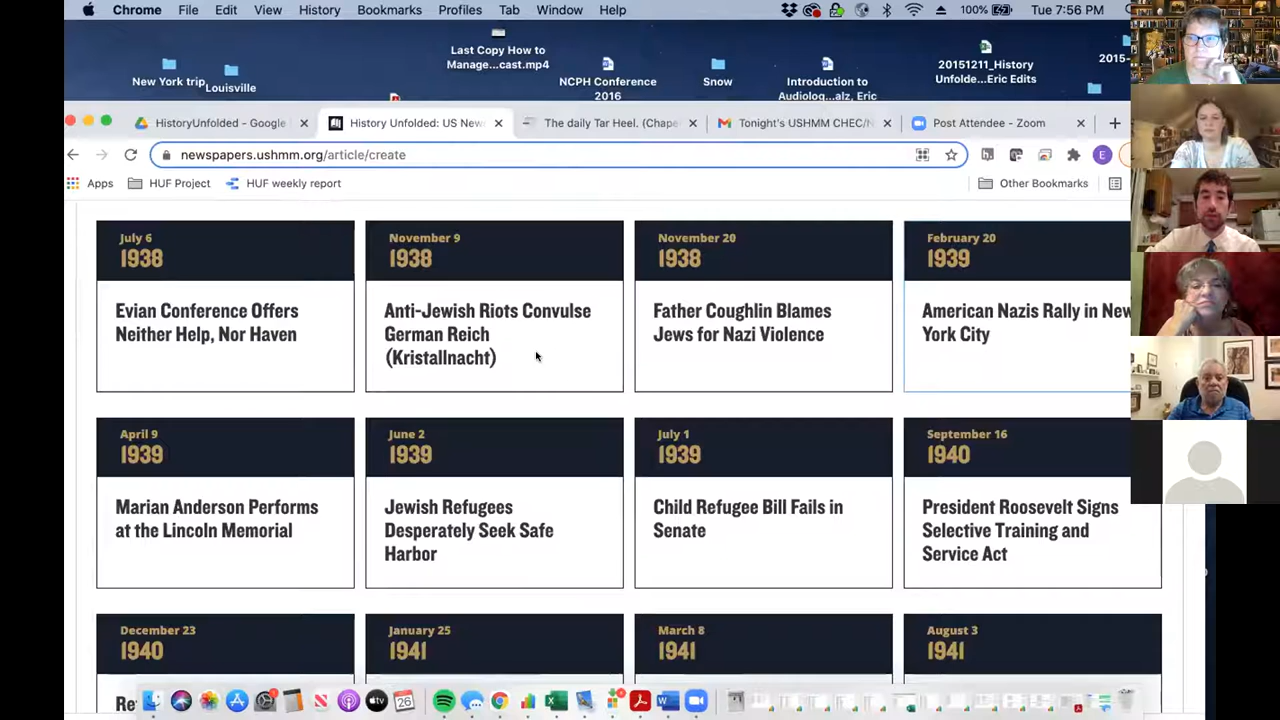 Chrome File Edit View History Bookmarks Profiles Tab Window Help 100% Tue 7:56 PM
Last Copy How to
Manage...cast.mp4
New York trip
Louisville
NCPH Conference
2016
Snow
Introduction to
Audiolog...alz, Eric
20151211_History
Unfolde...Eric Edits
2015-
HistoryUnfolded - Google
History Unfolded: US New
The daily Tar Heel. (Chape
Tonight's USHMM CHEC/N
Post Attendee - Zoom
newspapers.ushmm.org/article/create
E
Apps HUF Project HUF weekly report Other Bookmarks
July 6
1938
Evian Conference Offers
Neither Help, Nor Haven
November 9
1938
Anti-Jewish Riots Convulse
German Reich
(Kristallnacht)
November 20
1938
Father Coughlin Blames
Jews for Nazi Violence
February 20
1939
American Nazis Rally in New
York City
April 9
1939
Marian Anderson Performs
at the Lincoln Memorial
June 2
1939
Jewish Refugees
Desperately Seek Safe
Harbor
July 1
1939
Child Refugee Bill Fails in
Senate
September 16
1940
President Roosevelt Signs
Selective Training and
Service Act
December 23
1940
Re
January 25
1941
March 8
1941
August 3
1941
26